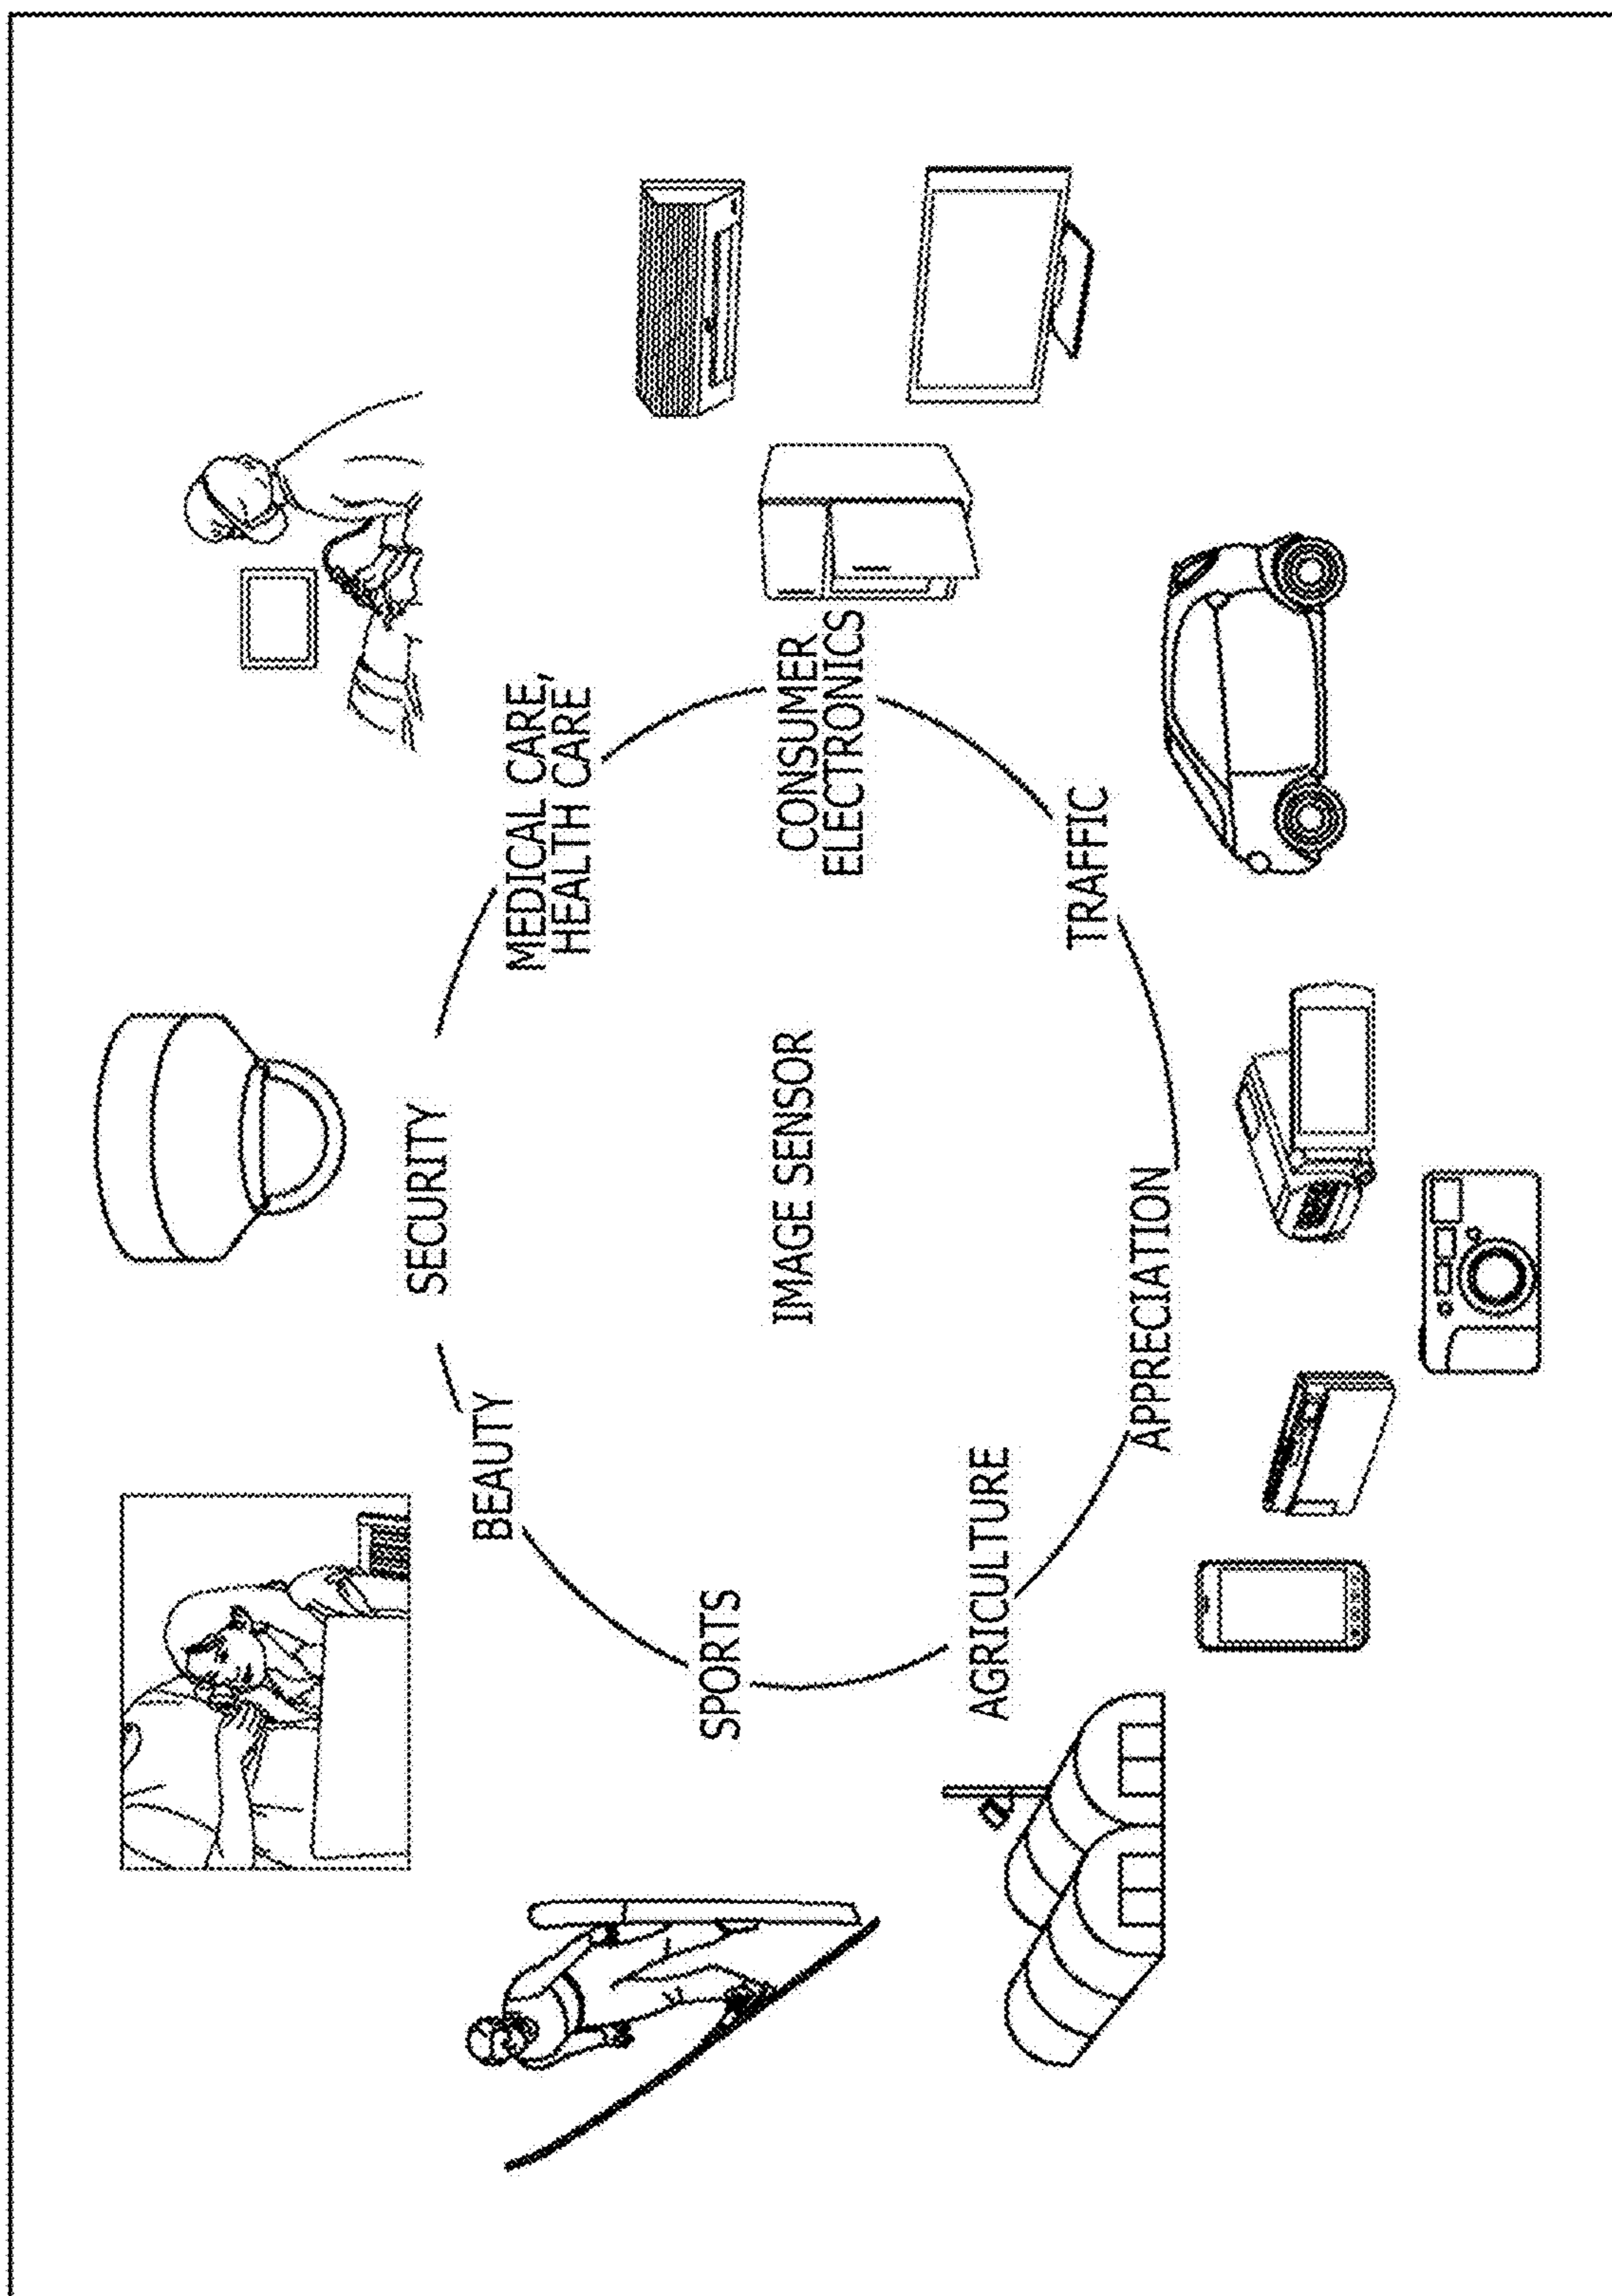 SECURITY
BEAUTY
MEDICAL CARE,
HEALTH CARE
SPORTS
IMAGE SENSOR
CONSUMER
ELECTRONICS
AGRICULTURE
TRAFFIC
APPRECIATION